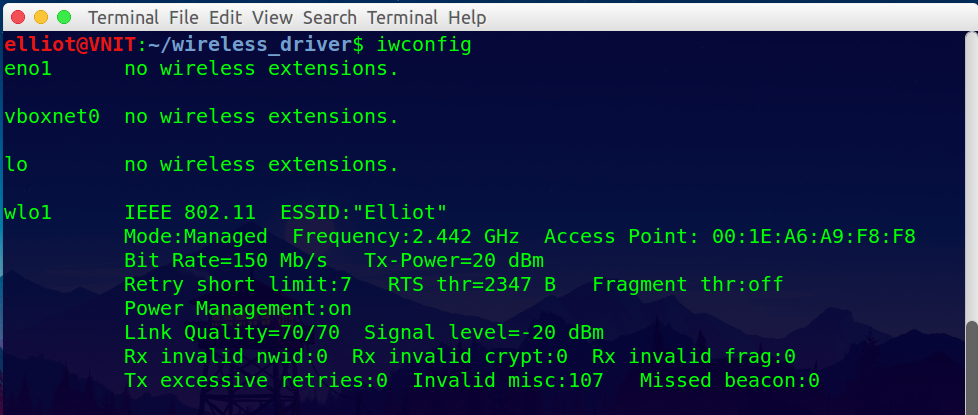 Terminal File Edit View Search Terminal Help
elliot@VNIT:~/wireless_driver$ iwconfig
eno1      no wireless extensions.
vboxnet0  no wireless extensions.
lo        no wireless extensions.
wlo1      IEEE 802.11  ESSID:"Elliot"
          Mode:Managed  Frequency:2.442 GHz  Access Point: 00:1E:A6:A9:F8:F8
          Bit Rate=150 Mb/s   Tx-Power=20 dBm
          Retry short limit:7   RTS thr=2347 B   Fragment thr:off
          Power Management:on
          Link Quality=70/70  Signal level=-20 dBm
          Rx invalid nwid:0  Rx invalid crypt:0  Rx invalid frag:0
          Tx excessive retries:0  Invalid misc:107   Missed beacon:0